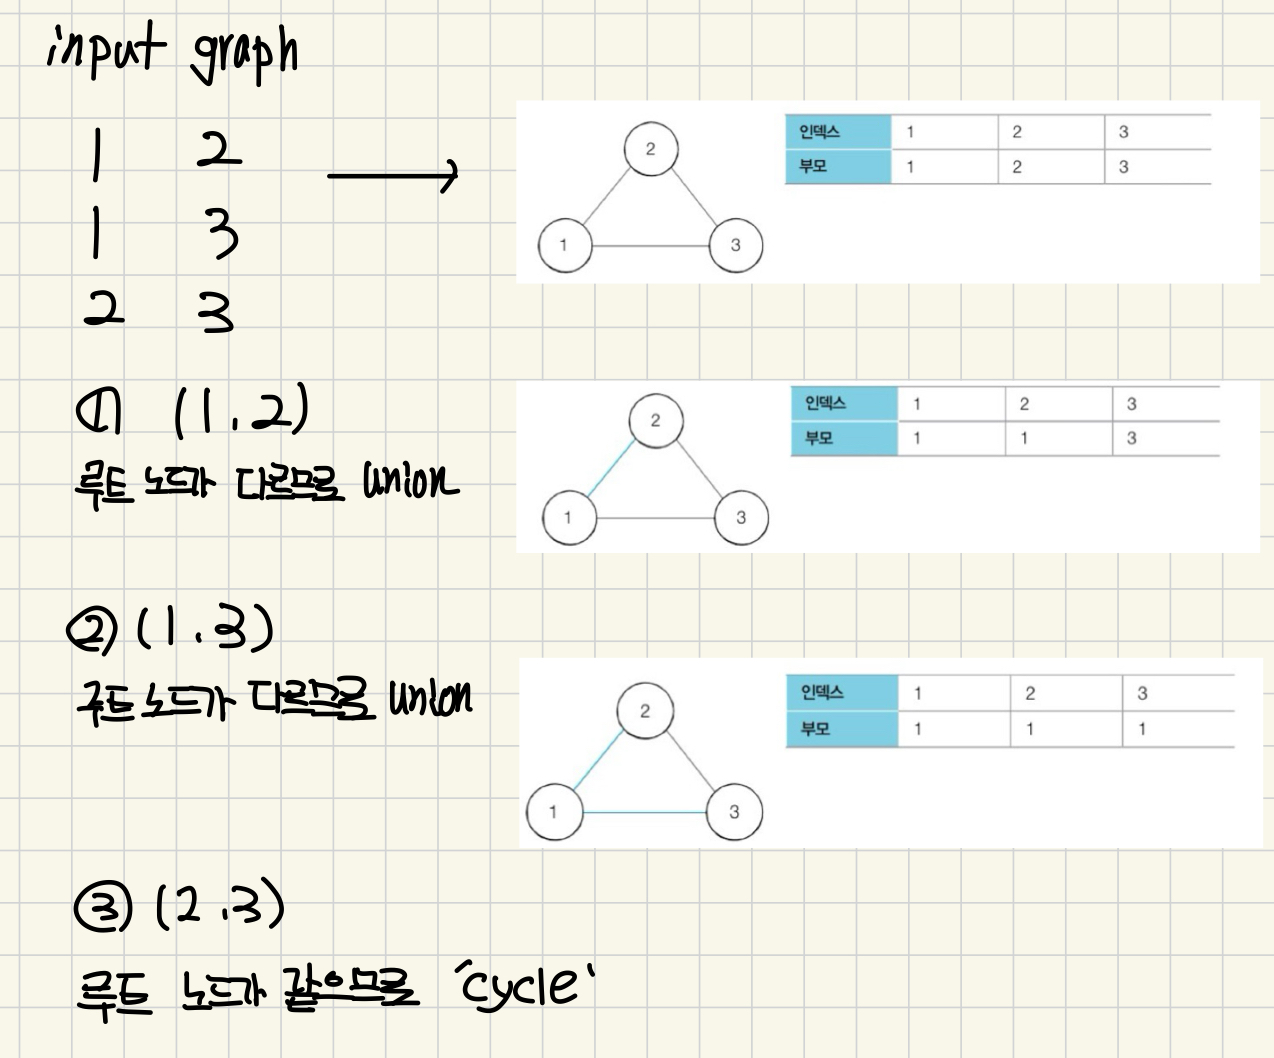 input graph
1 2
1 3
2 3
2
1 3
인덱스 1 2 3
부모 1 2 3
① (1,2)
루트 노드가 다르므로 union
2
1 3
인덱스 1 2 3
부모 1 1 3
② (1.3)
루트 노드가 다르므로 union
2
1 3
인덱스 1 2 3
부모 1 1 1
③ (2.3)
루트 노드가 같으므로 'cycle'